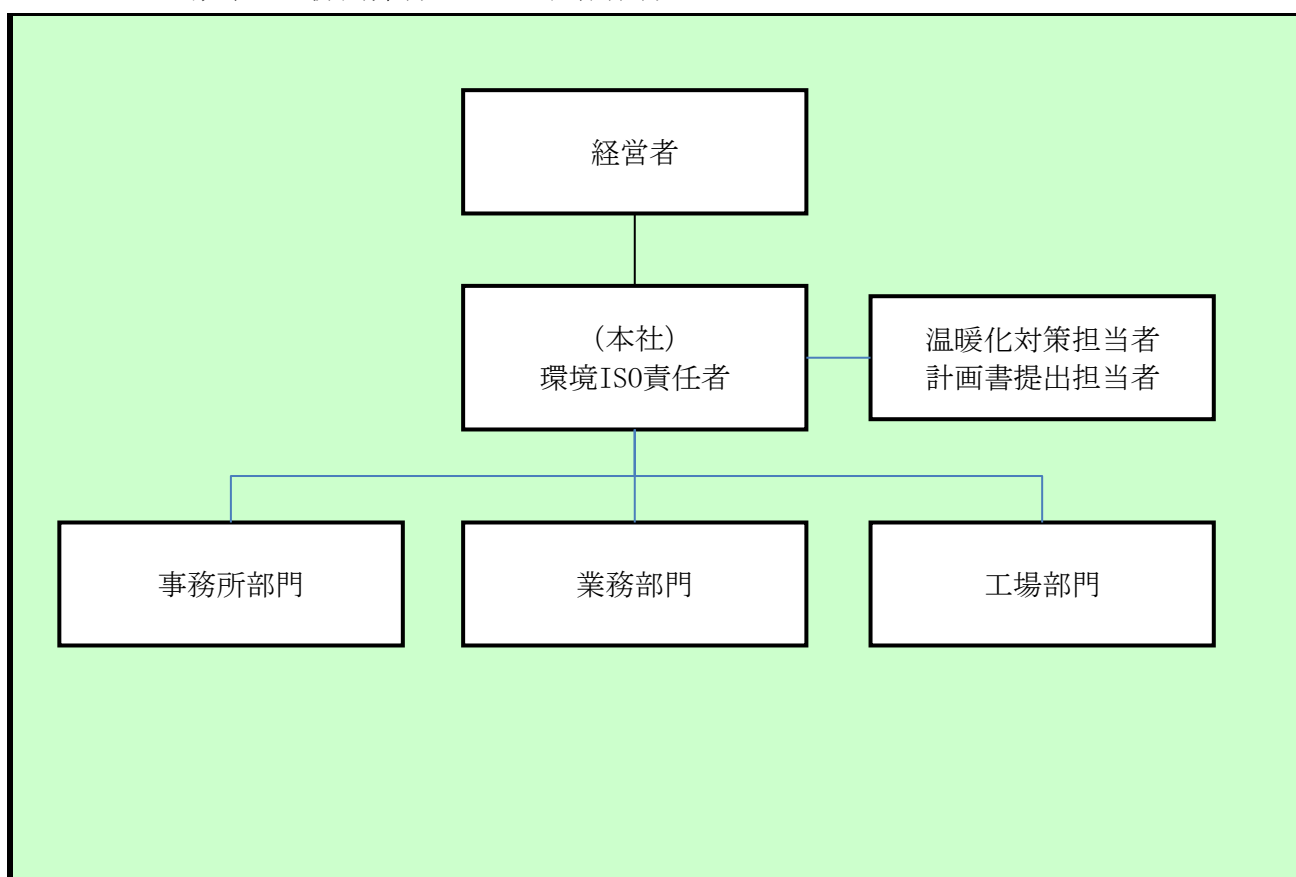 経営者
(本社)
環境ISO責任者
温暖化対策担当者
計画書提出担当者
事務所部門
業務部門
工場部門